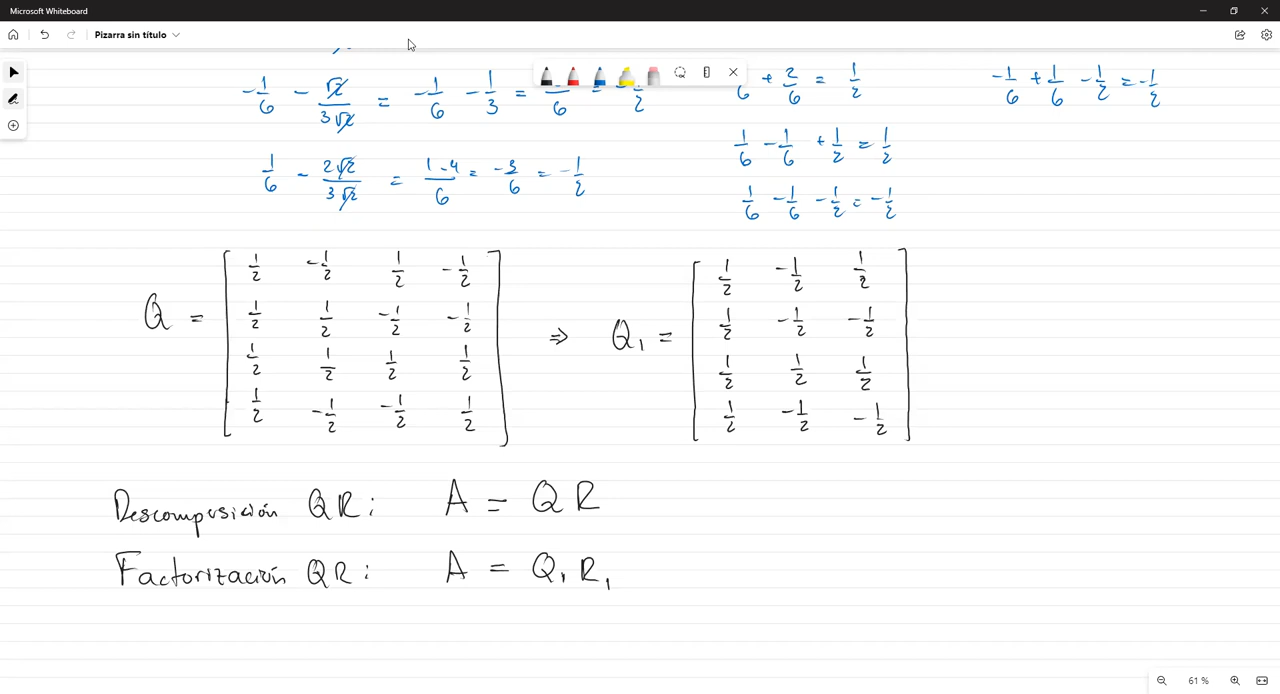 Microsoft Whiteboard
Pizarra sin título
-1/6 - √2/3√2 = -1/6 - 1/3 = /6 = - /2
6 + 2/6 = 1/2
-1/6 + 1/6 - 1/2 = -1/2
1/6 - 1/6 + 1/2 = 1/2
1/6 - 2√2/3√2 = 1-4/6 = -3/6 = -1/2
1/6 - 1/6 - 1/2 = -1/2
Q = [ 1/2 -1/2 1/2 -1/2
1/2 1/2 -1/2 -1/2
1/2 1/2 1/2 1/2
1/2 -1/2 -1/2 1/2 ]
⇒ Q₁ = [ 1/2 -1/2 1/2
1/2 -1/2 -1/2
1/2 1/2 1/2
1/2 -1/2 -1/2 ]
Descomposición QR: A = QR
Factorización QR: A = Q₁R₁
61 %